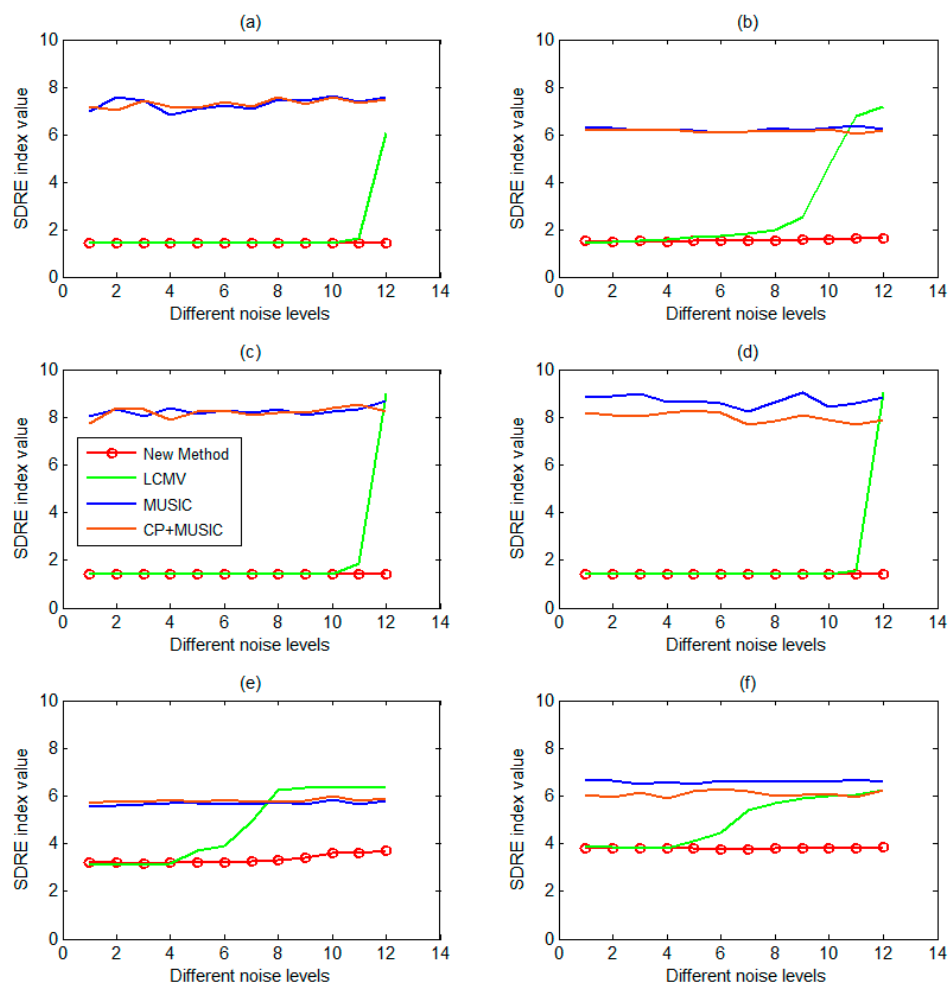 (a)
10
8
6
4
2
0
SDRE index value
0 2 4 6 8 10 12 14
Different noise levels
(b)
10
8
6
4
2
0
SDRE index value
0 2 4 6 8 10 12 14
Different noise levels
(c)
10
8
6
4
2
0
SDRE index value
New Method
LCMV
MUSIC
CP+MUSIC
0 2 4 6 8 10 12 14
Different noise levels
(d)
10
8
6
4
2
0
SDRE index value
0 2 4 6 8 10 12 14
Different noise levels
(e)
10
8
6
4
2
0
SDRE index value
0 2 4 6 8 10 12 14
Different noise levels
(f)
10
8
6
4
2
0
SDRE index value
0 2 4 6 8 10 12 14
Different noise levels